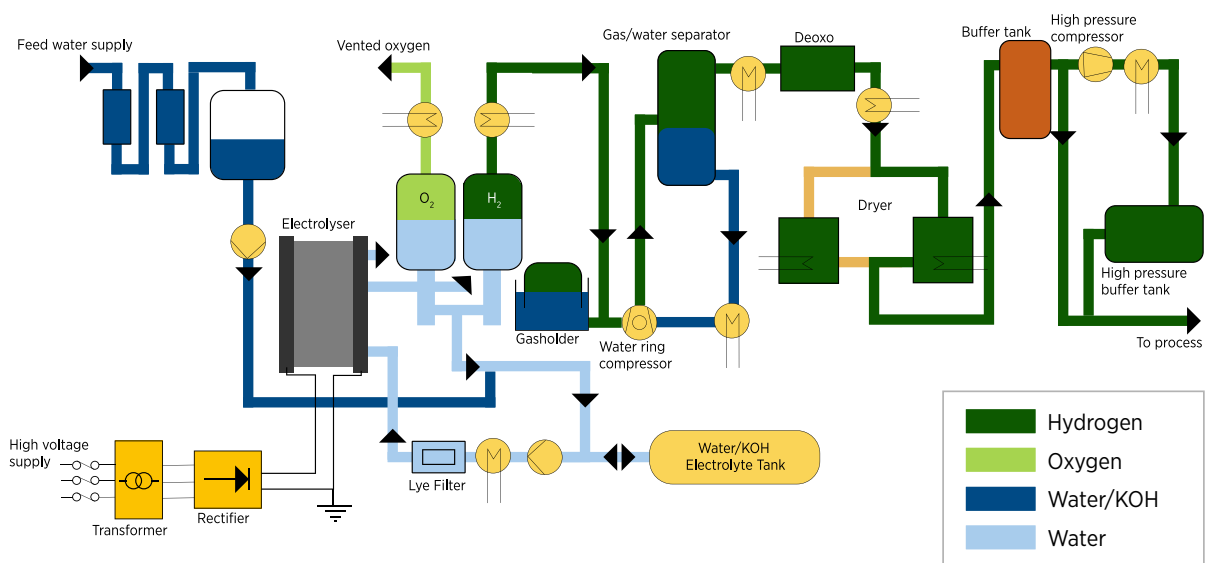 Feed water supply
Vented oxygen
Gas/water separator
Deoxo
Buffer tank
High pressure
compressor
O2
H2
Electrolyser
Dryer
Gasholder
Water ring
compressor
High pressure
buffer tank
To process
High voltage
supply
Transformer
Rectifier
Lye Filter
Water/KOH
Electrolyte Tank
Hydrogen
Oxygen
Water/KOH
Water